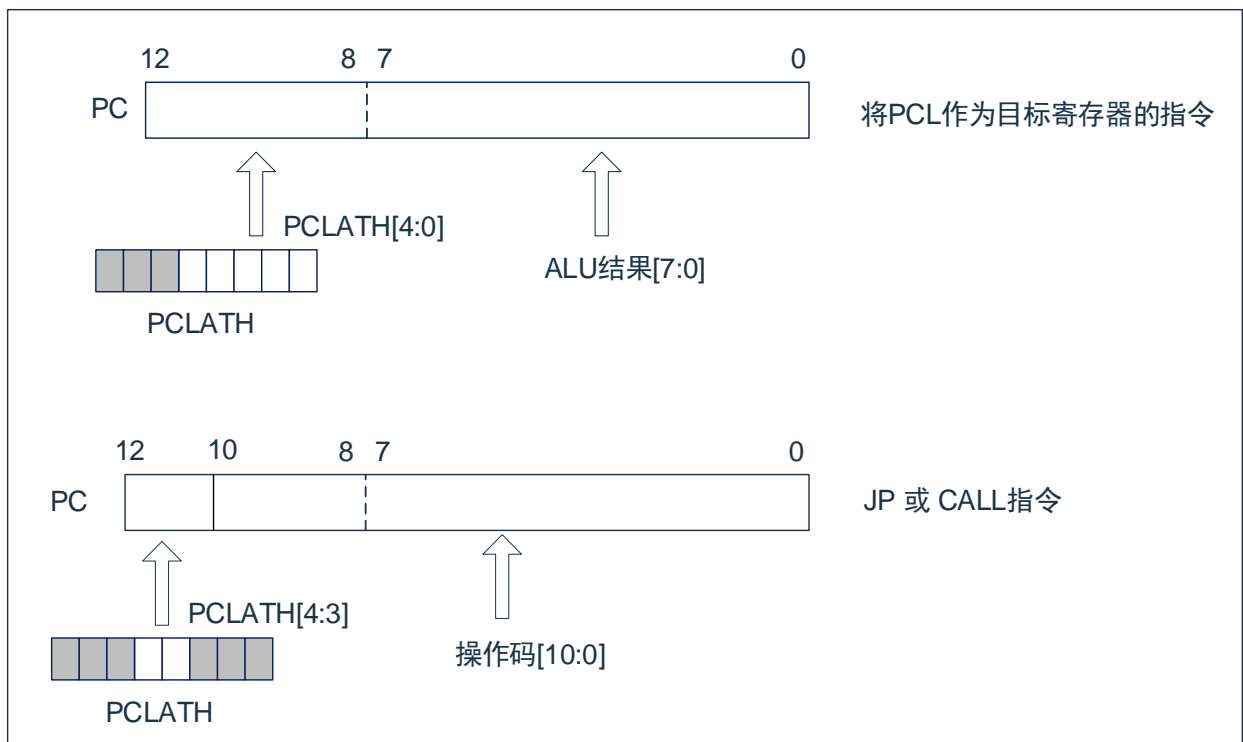 12 8 7 0
PC
将PCL作为目标寄存器的指令
PCLATH[4:0]
ALU结果[7:0]
PCLATH
12 10 8 7 0
PC
JP 或 CALL指令
PCLATH[4:3]
操作码[10:0]
PCLATH